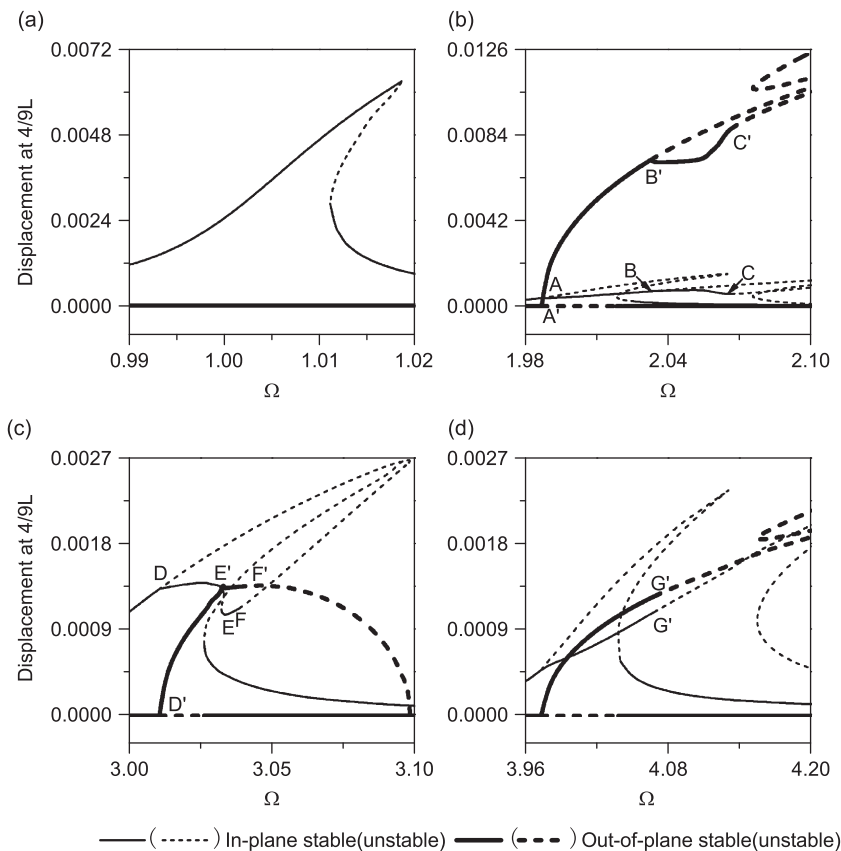 (a)
Displacement at 4/9L
0.0072
0.0048
0.0024
0.0000
0.99 1.00 1.01 1.02
Ω
(b)
0.0126
0.0084
0.0042
0.0000
A
A'
B'
C'
B
C
1.98 2.04 2.10
Ω
(c)
Displacement at 4/9L
0.0027
0.0018
0.0009
0.0000
D
E'
F'
E F
D'
3.00 3.05 3.10
Ω
(d)
0.0027
0.0018
0.0009
0.0000
G'
G'
3.96 4.08 4.20
Ω
( ) In-plane stable(unstable) ( ) Out-of-plane stable(unstable)